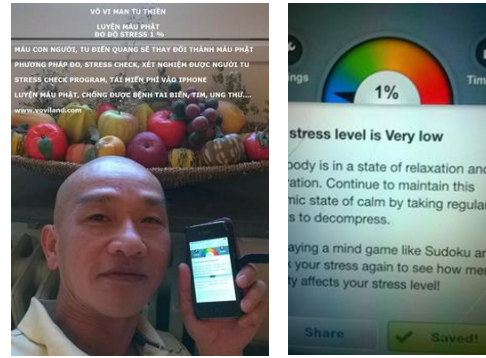 VÔ VI MAN TU THIỀN
LUYỆN MÁU PHẬT
ĐO ĐỘ STRESS 1 %
MÁU CON NGƯỜI, TU ĐIỂN QUANG SẼ THAY ĐỔI THÀNH MÁU PHẬT
PHƯƠNG PHÁP ĐO, STRESS CHECK, XÉT NGHIỆM ĐƯỢC NGƯỜI TU
STRESS CHECK PROGRAM, TẢI MIỄN PHÍ VÀO IPHONE
LUYỆN MÁU PHẬT, CHỐNG ĐƯỢC BỆNH TAI BIẾN, TIM, UNG THƯ....
www.voviland.com
ngs
Tim
1%
stress level is Very low
body is in a state of relaxation and
ration. Continue to maintain this
mic state of calm by taking regular
s to decompress.
aying a mind game like Sudoku an
k your stress again to see how men
ty affects your stress level!
Share
Saved!